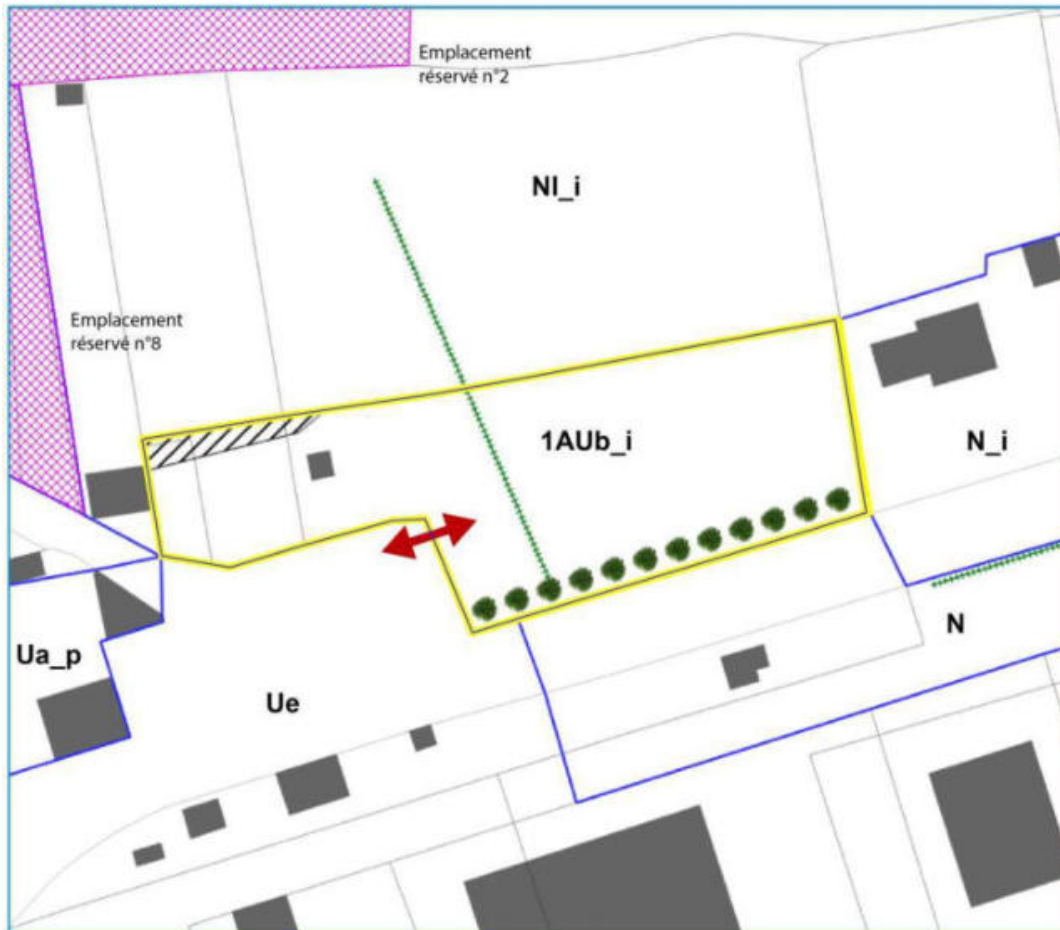 Emplacement
réservé n°2
Nl_i
Emplacement
réservé n°8
1AUb_i
N_i
Ua_p
N
Ue